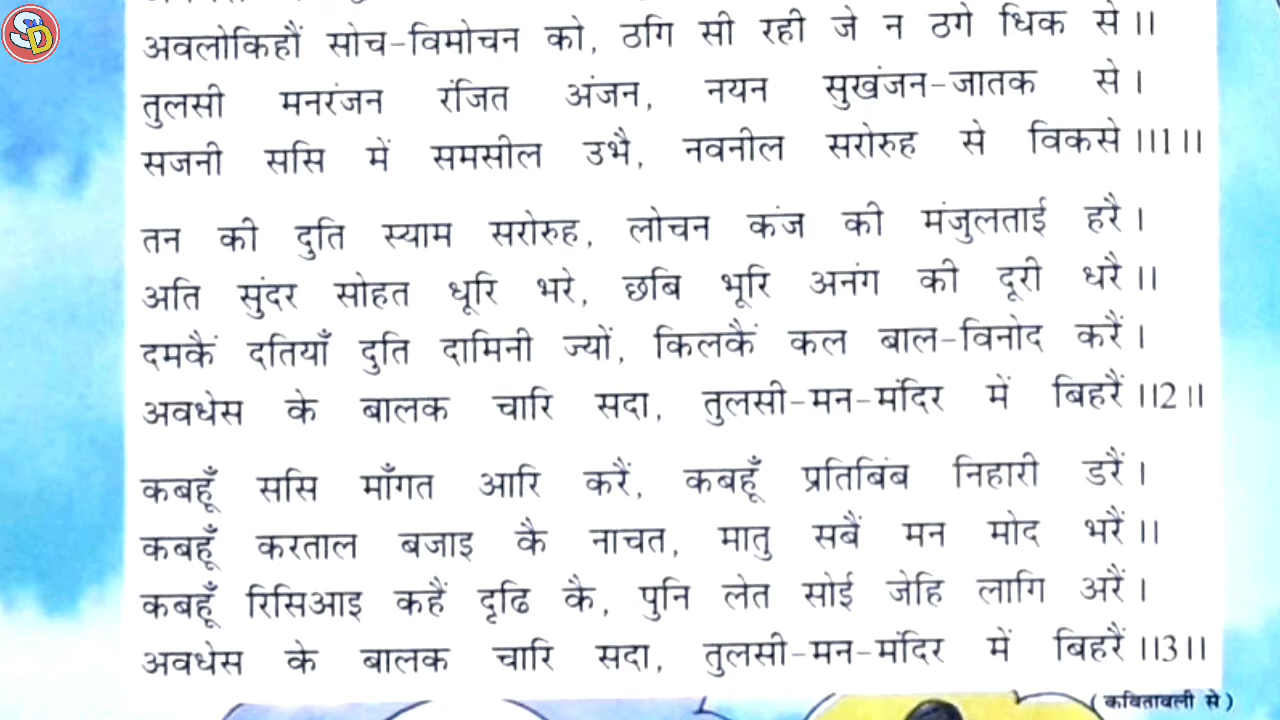 SD
अवलोकिहौं सोच-विमोचन को, ठगि सी रही जे न ठगे धिक से।।
तुलसी मनरंजन रंजित अंजन, नयन सुखंजन-जातक से।
सजनी ससि में समसील उभै, नवनील सरोरुह से विकसे।।1।।
तन की दुति स्याम सरोरुह, लोचन कंज की मंजुलताई हरै।
अति सुंदर सोहत धूरि भरे, छबि भूरि अनंग की दूरी धरै।।
दमकैं दतियाँ दुति दामिनी ज्यों, किलकैं कल बाल-विनोद करैं।
अवधेस के बालक चारि सदा, तुलसी-मन-मंदिर में बिहरैं।।2।।
कबहूँ ससि माँगत आरि करैं, कबहूँ प्रतिबिंब निहारी डरैं।
कबहूँ करताल बजाइ कै नाचत, मातु सबैं मन मोद भरैं।।
कबहूँ रिसिआइ कहैं दृढि कै, पुनि लेत सोई जेहि लागि अरैं।
अवधेस के बालक चारि सदा, तुलसी-मन-मंदिर में बिहरैं।।3।।
(कवितावली से)